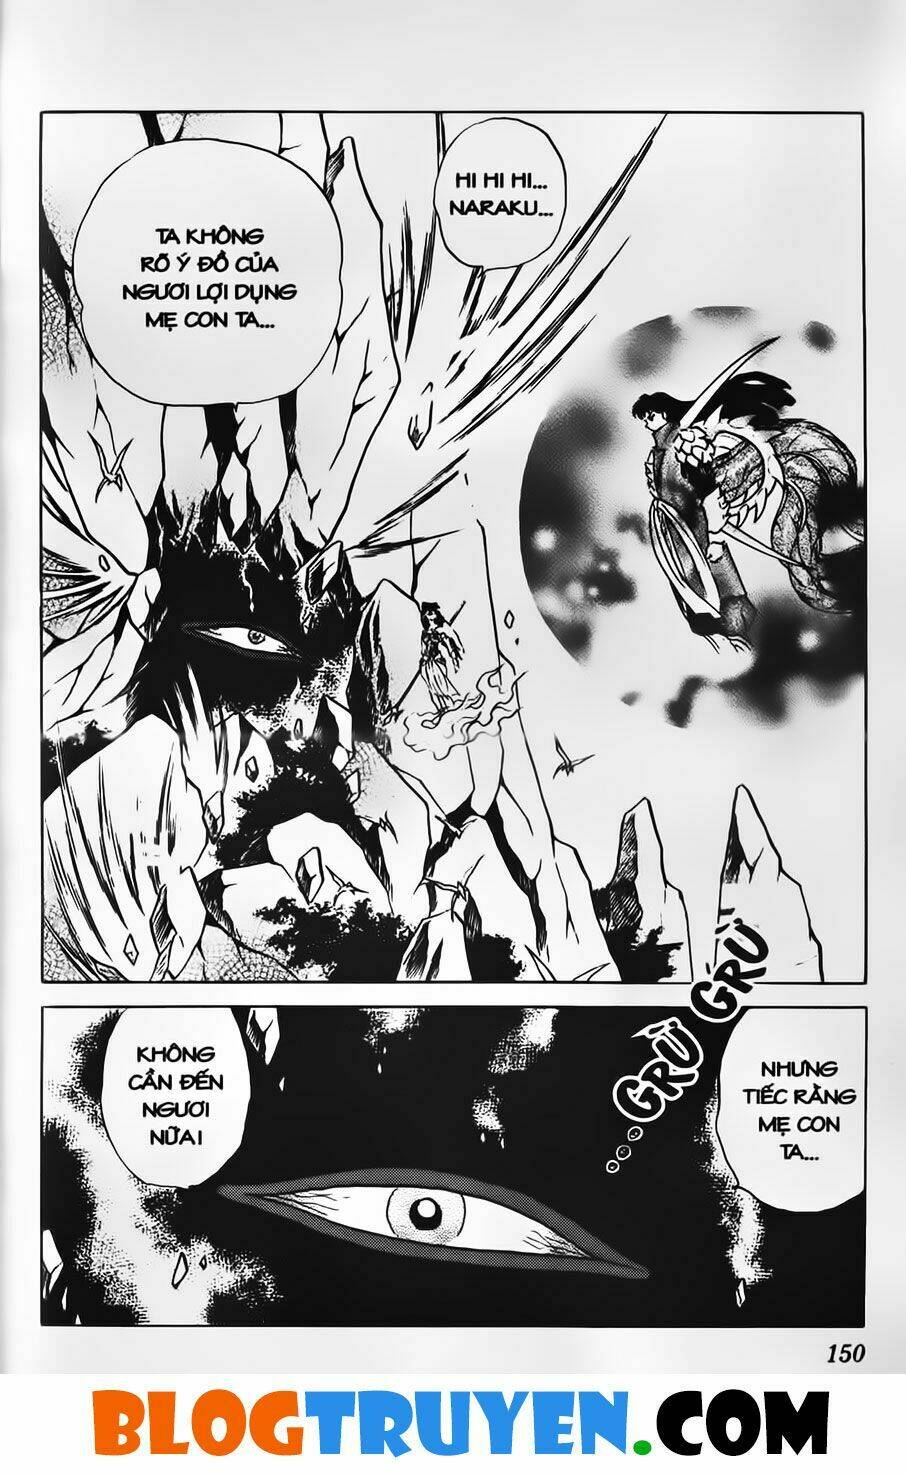 HI HI HI...
NARAKU...
TA KHÔNG
RÕ Ý ĐỒ CỦA
NGƯƠI LỢI DỤNG
MẸ CON TA...
GRỪ GRỪ
NHƯNG
TIẾC RẰNG
MẸ CON
TA...
KHÔNG
CẦN ĐẾN
NGƯƠI
NỮA!
150
BLOGTRUYEN.COM